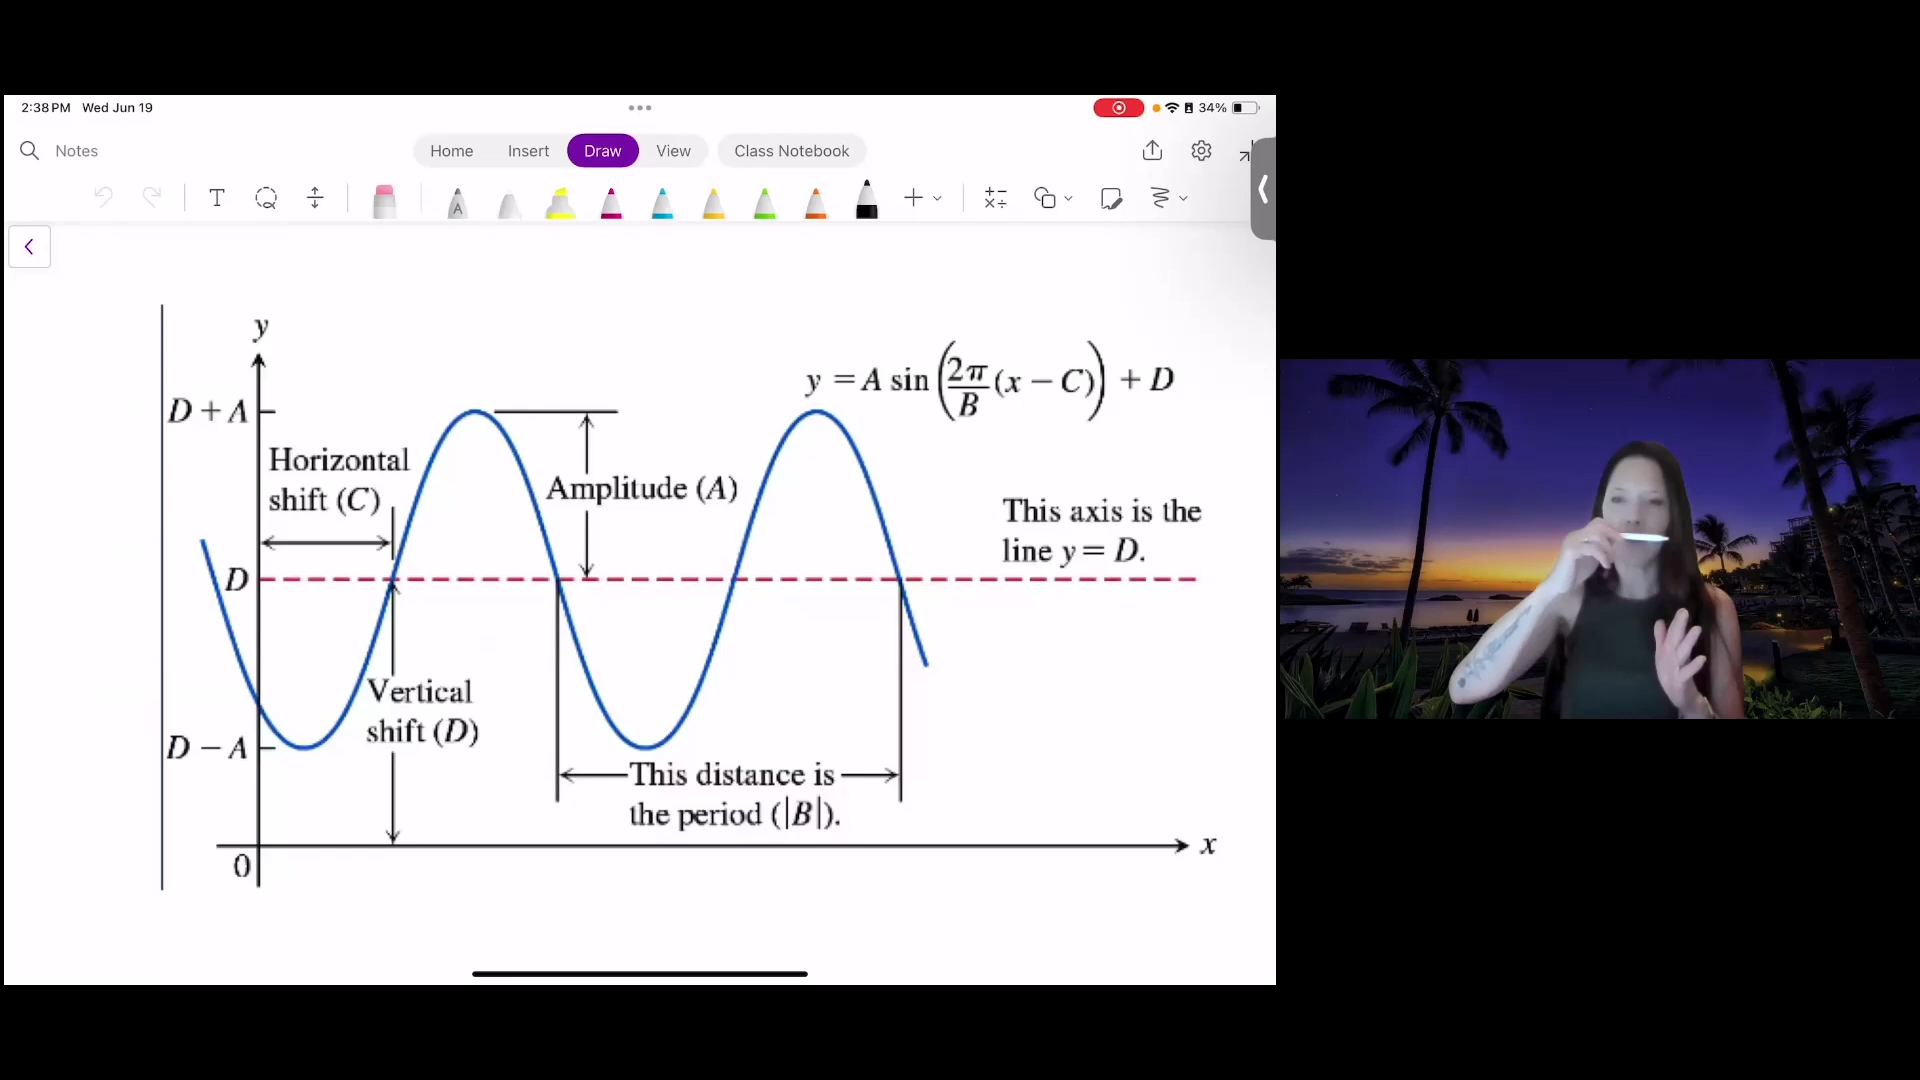 2:38 PM Wed Jun 19
34%
Notes
Home Insert Draw View Class Notebook
T
A
y
y = A sin(2π/B (x − C)) + D
D + A
Horizontal
shift (C)
Amplitude (A)
This axis is the
line y = D.
D
Vertical
shift (D)
D − A
This distance is
the period (|B|).
x
0